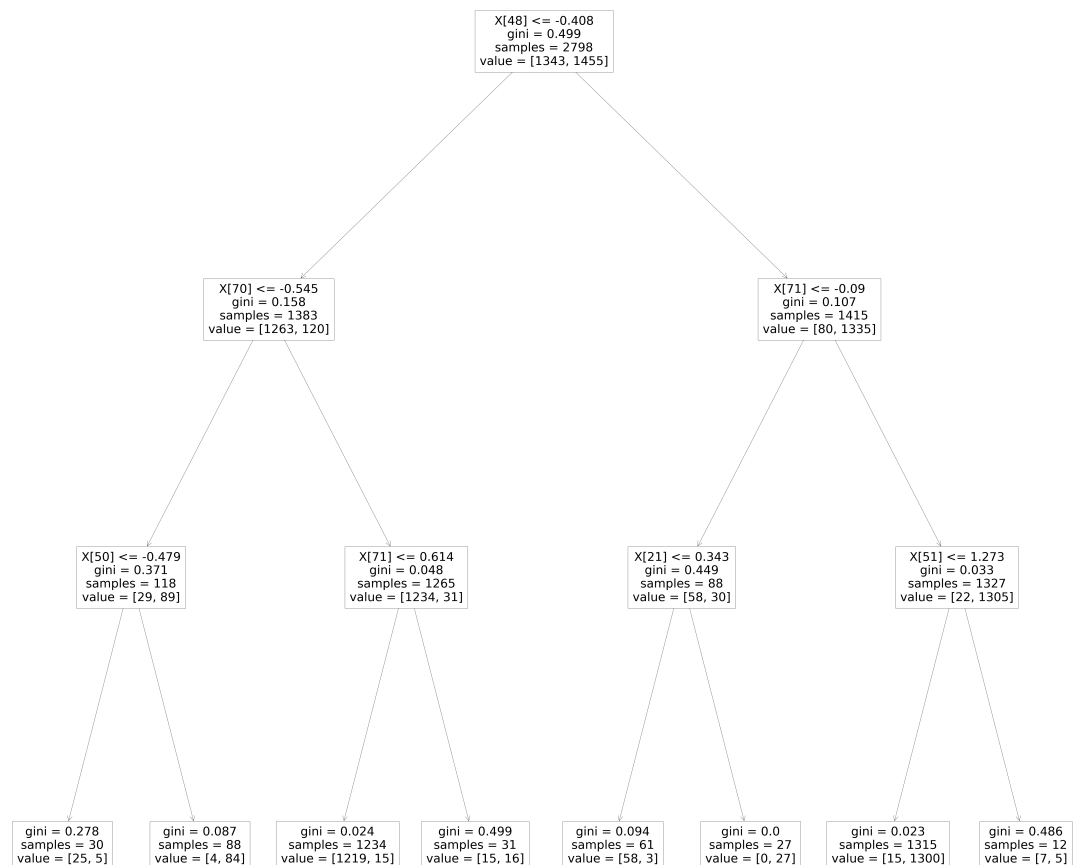 X[48] <= -0.408
gini = 0.499
samples = 2798
value = [1343, 1455]
X[70] <= -0.545
gini = 0.158
samples = 1383
value = [1263, 120]
X[71] <= -0.09
gini = 0.107
samples = 1415
value = [80, 1335]
X[50] <= -0.479
gini = 0.371
samples = 118
value = [29, 89]
X[71] <= 0.614
gini = 0.048
samples = 1265
value = [1234, 31]
X[21] <= 0.343
gini = 0.449
samples = 88
value = [58, 30]
X[51] <= 1.273
gini = 0.033
samples = 1327
value = [22, 1305]
gini = 0.278
samples = 30
value = [25, 5]
gini = 0.087
samples = 88
value = [4, 84]
gini = 0.024
samples = 1234
value = [1219, 15]
gini = 0.499
samples = 31
value = [15, 16]
gini = 0.094
samples = 61
value = [58, 3]
gini = 0.0
samples = 27
value = [0, 27]
gini = 0.023
samples = 1315
value = [15, 1300]
gini = 0.486
samples = 12
value = [7, 5]